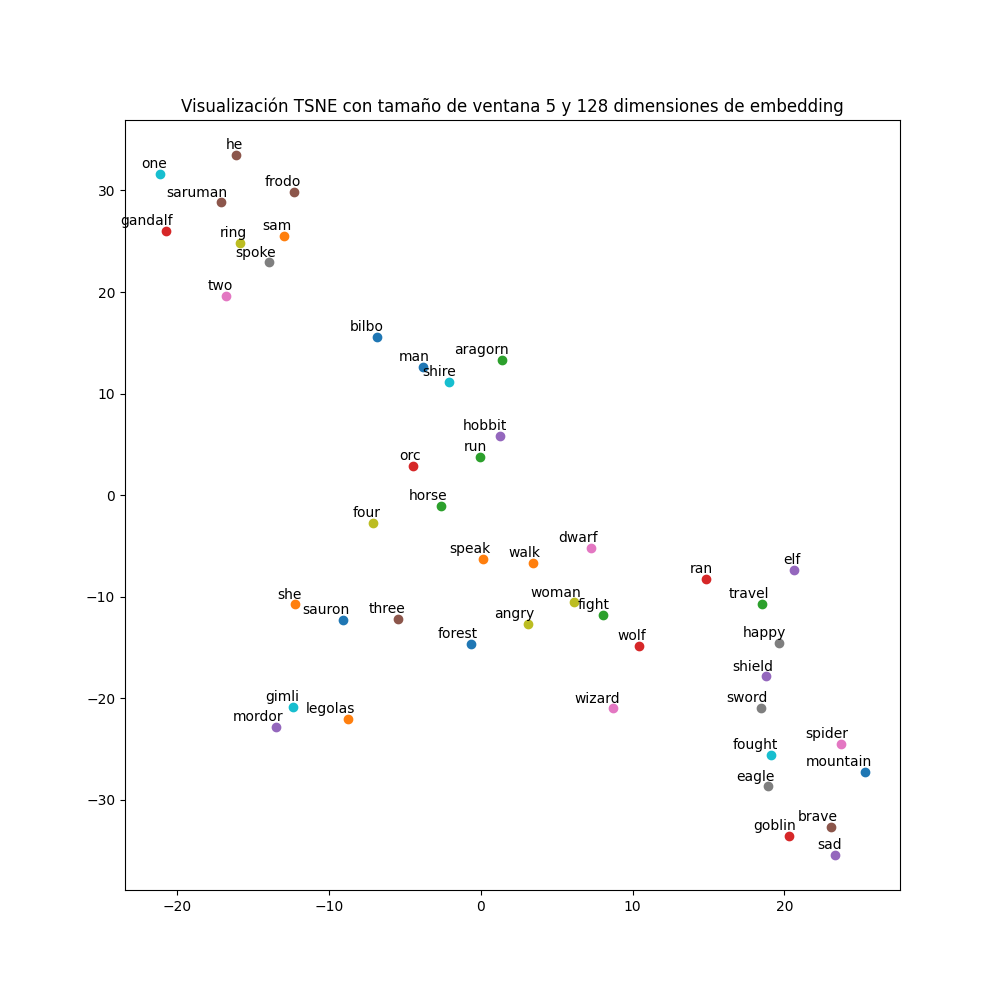 Visualización TSNE con tamaño de ventana 5 y 128 dimensiones de embedding
he
one
frodo
saruman
gandalf
sam
ring
spoke
two
bilbo
aragorn
man
shire
hobbit
run
orc
horse
four
dwarf
speak
walk
elf
ran
she
woman
travel
sauron
three
fight
angry
forest
wolf
happy
shield
gimli
wizard
sword
mordor
legolas
spider
fought
mountain
eagle
brave
goblin
sad
30
20
10
0
−10
−20
−30
−20
−10
0
10
20